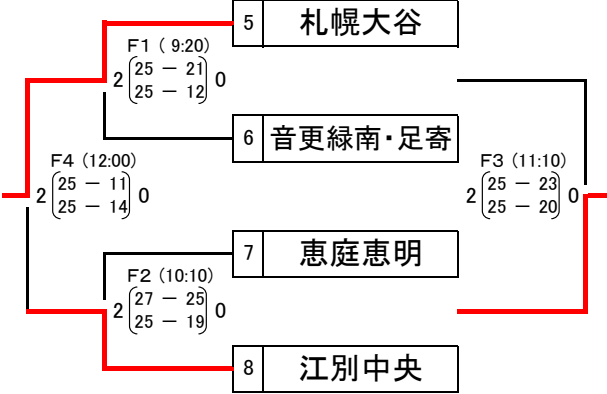 5 札幌大谷
F1 ( 9:20)
2 25 － 21 0
25 － 12
6 音更緑南・足寄
F4 (12:00)
2 25 － 11 0
25 － 14
F3 (11:10)
2 25 － 23 0
25 － 20
7 恵庭恵明
F2 (10:10)
2 27 － 25 0
25 － 19
8 江別中央